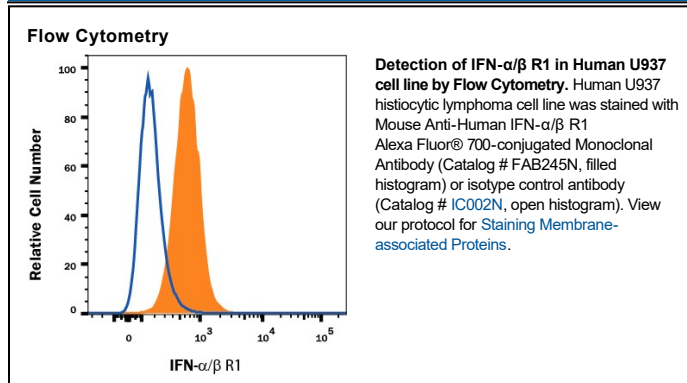 Flow Cytometry
100
80
60
40
20
0
Relative Cell Number
0 10³ 10⁴ 10⁵
IFN-α/β R1
Detection of IFN-α/β R1 in Human U937
cell line by Flow Cytometry. Human U937
histiocytic lymphoma cell line was stained with
Mouse Anti-Human IFN-α/β R1
Alexa Fluor® 700-conjugated Monoclonal
Antibody (Catalog # FAB245N, filled
histogram) or isotype control antibody
(Catalog # IC002N, open histogram). View
our protocol for Staining Membrane-
associated Proteins.